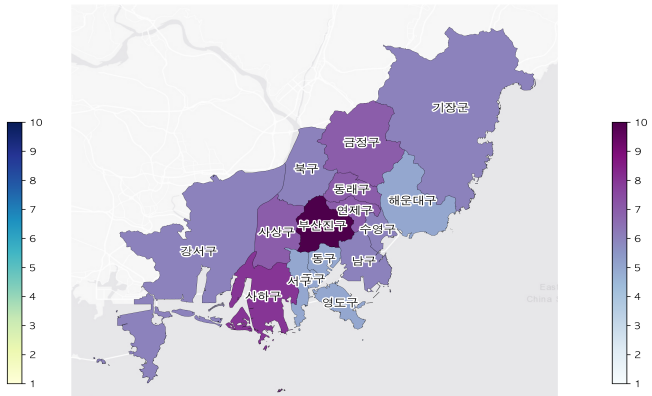 10
9
8
7
6
5
4
3
2
1
기장군
금정구
북구
동래구
해운대구
연제구
부산진구
수영구
사상구
강서구
동구
남구
서구
사하구
영도구
East
China
10
9
8
7
6
5
4
3
2
1